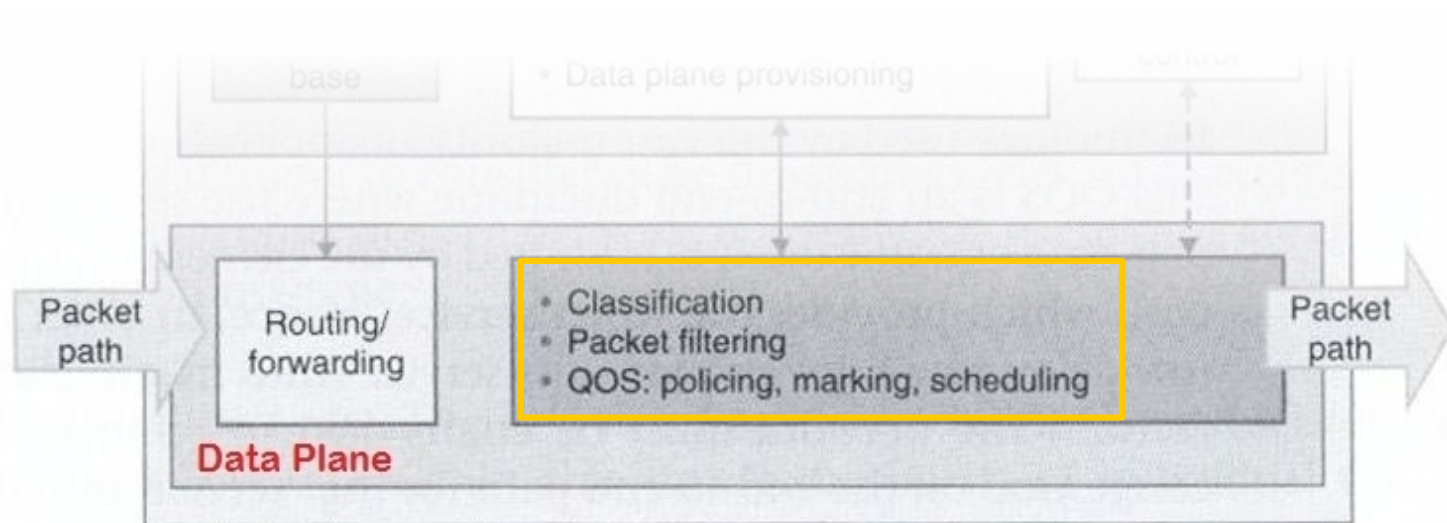 base
• Data plane provisioning
control
Packet
path
Routing/
forwarding
• Classification
• Packet filtering
• QOS: policing, marking, scheduling
Packet
path
Data Plane